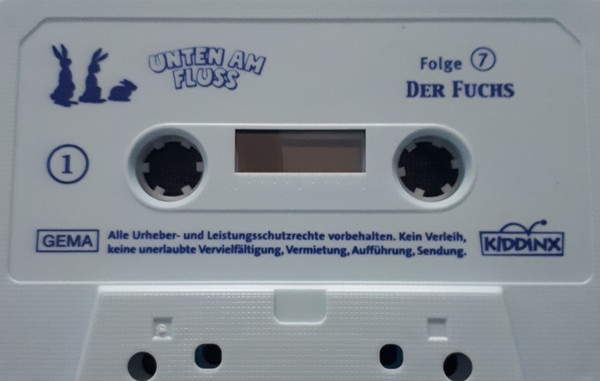 UNTEN AM
FLUSS
Folge 7
DER FUCHS
1
GEMA
Alle Urheber- und Leistungsschutzrechte vorbehalten. Kein Verleih,
keine unerlaubte Vervielfältigung, Vermietung, Aufführung, Sendung.
KIDDINX